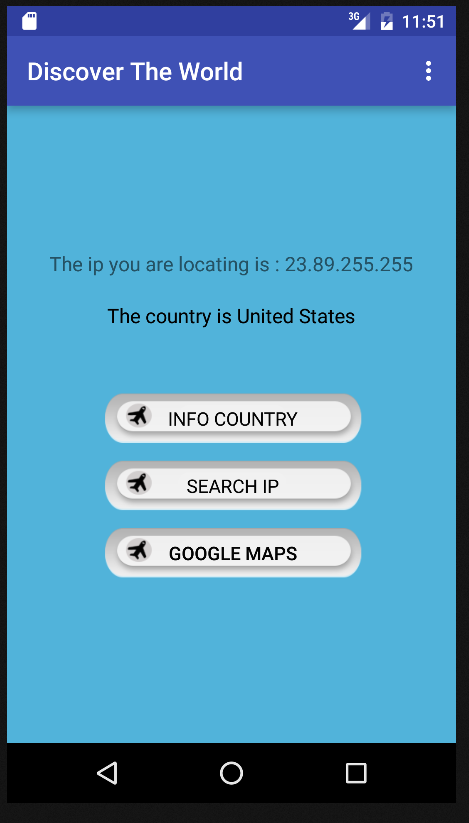 3G 11:51
Discover The World
The ip you are locating is : 23.89.255.255
The country is United States
INFO COUNTRY
SEARCH IP
GOOGLE MAPS